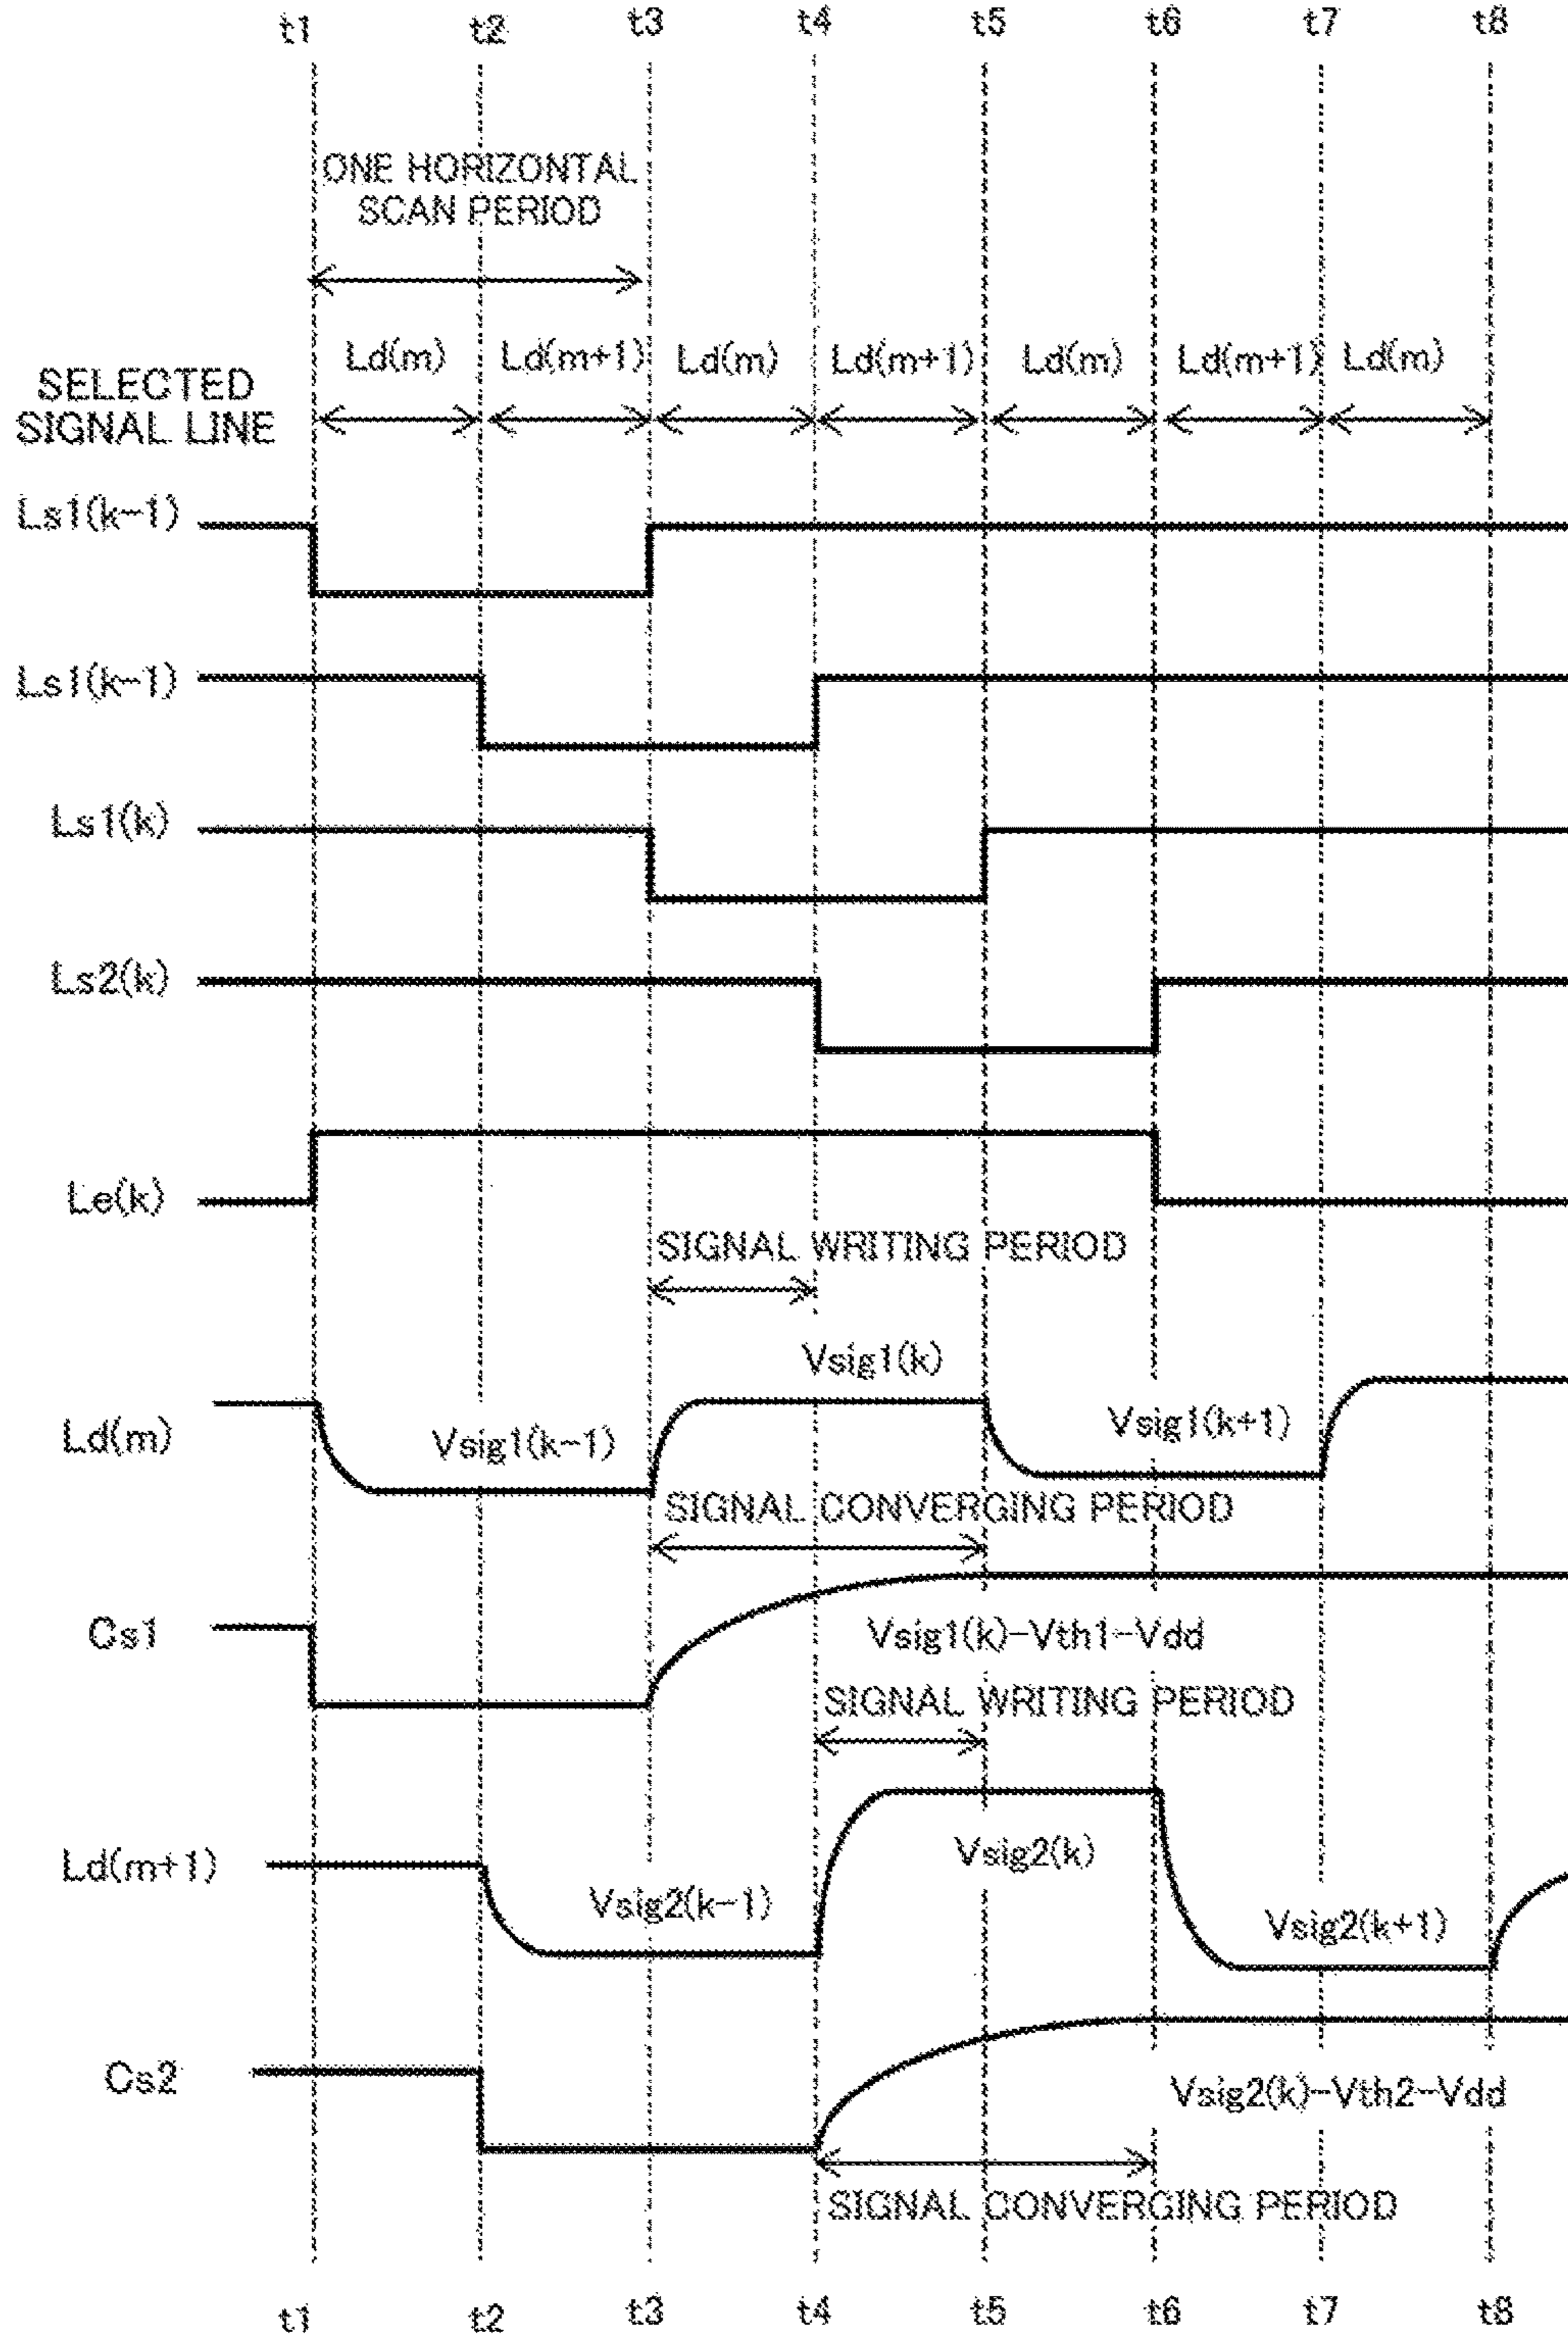 t1 t2 t3 t4 t5 t6 t7 t8
ONE HORIZONTAL
SCAN PERIOD
Ld(m) Ld(m+1) Ld(m) Ld(m+1) Ld(m) Ld(m+1) Ld(m)
SELECTED
SIGNAL LINE
Ls1(k-1)
Ls1(k-1)
Ls1(k)
Ls2(k)
Le(k)
SIGNAL WRITING PERIOD
Vsig1(k)
Ld(m)
Vsig1(k-1)
Vsig1(k+1)
SIGNAL CONVERGING PERIOD
Cs1
Vsig1(k)-Vth1-Vdd
SIGNAL WRITING PERIOD
Vsig2(k)
Ld(m+1)
Vsig2(k-1)
Vsig2(k+1)
Cs2
Vsig2(k)-Vth2-Vdd
SIGNAL CONVERGING PERIOD
t1 t2 t3 t4 t5 t6 t7 t8